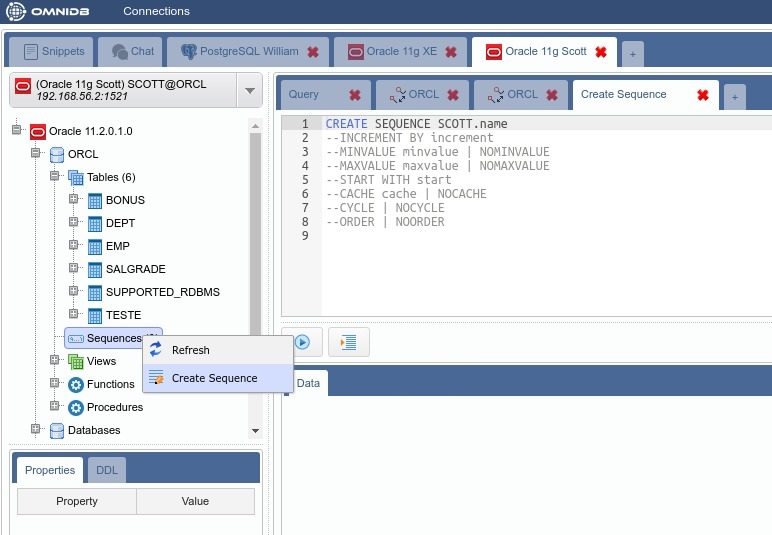 OMNIDB Connections
Snippets Chat PostgreSQL William Oracle 11g XE Oracle 11g Scott +
(Oracle 11g Scott) SCOTT@ORCL
192.168.56.2:1521
Oracle 11.2.0.1.0
ORCL
Tables (6)
BONUS
DEPT
EMP
SALGRADE
SUPPORTED_RDBMS
TESTE
Sequences
Refresh
Create Sequence
Views
Functions
Procedures
Databases
Properties DDL
Property Value
Query ORCL ORCL Create Sequence +
1 CREATE SEQUENCE SCOTT.name
2 --INCREMENT BY increment
3 --MINVALUE minvalue | NOMINVALUE
4 --MAXVALUE maxvalue | NOMAXVALUE
5 --START WITH start
6 --CACHE cache | NOCACHE
7 --CYCLE | NOCYCLE
8 --ORDER | NOORDER
9
Data